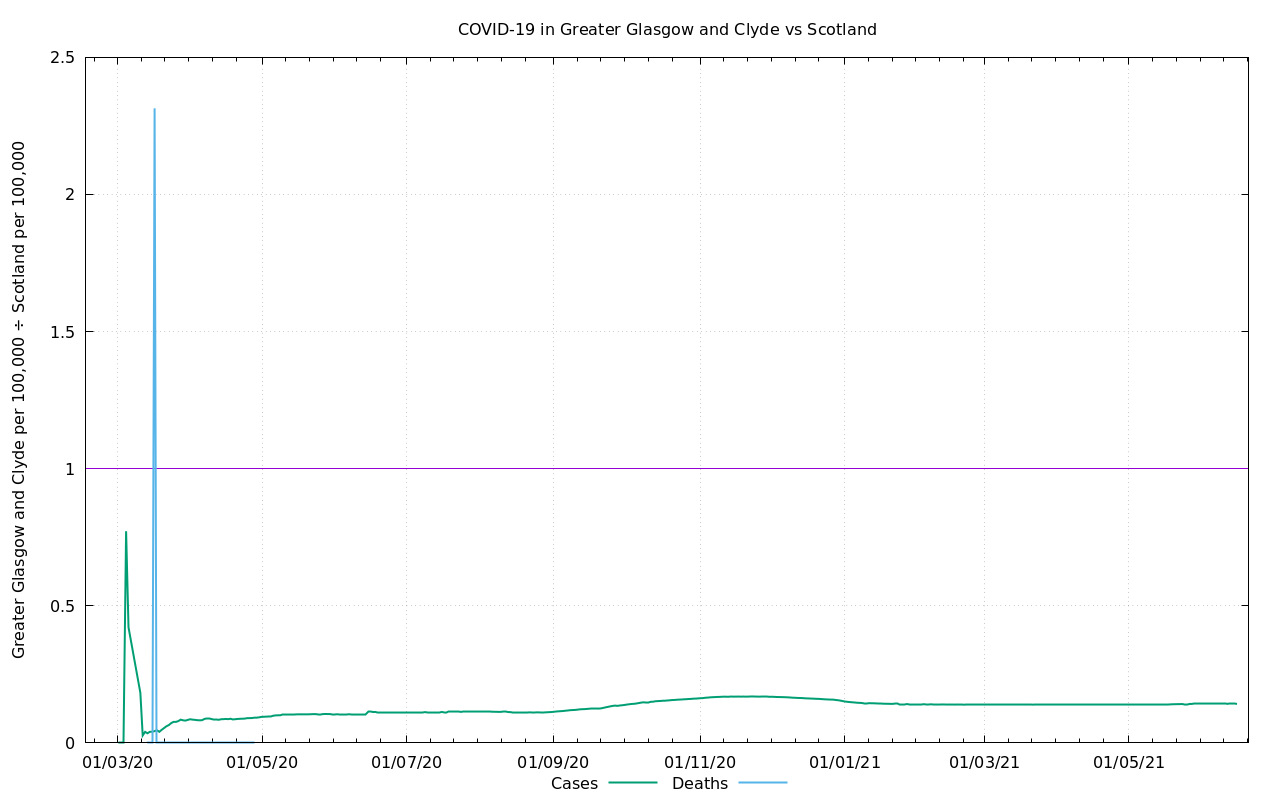 COVID-19 in Greater Glasgow and Clyde vs Scotland
Greater Glasgow and Clyde per 100,000 ÷ Scotland per 100,000
2.5
2
1.5
1
0.5
0
01/03/20 01/05/20 01/07/20 01/09/20 01/11/20 01/01/21 01/03/21 01/05/21
Cases Deaths